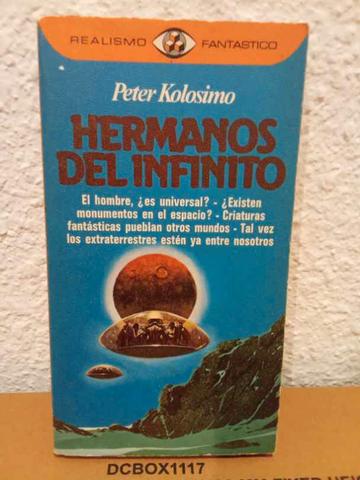 REALISMO FANTASTICO
Peter Kolosimo
HERMANOS
DEL INFINITO
El hombre, ¿es universal? - ¿Existen
monumentos en el espacio? - Criaturas
fantásticas pueblan otros mundos - Tal vez
los extraterrestres estén ya entre nosotros
DCBOX1117